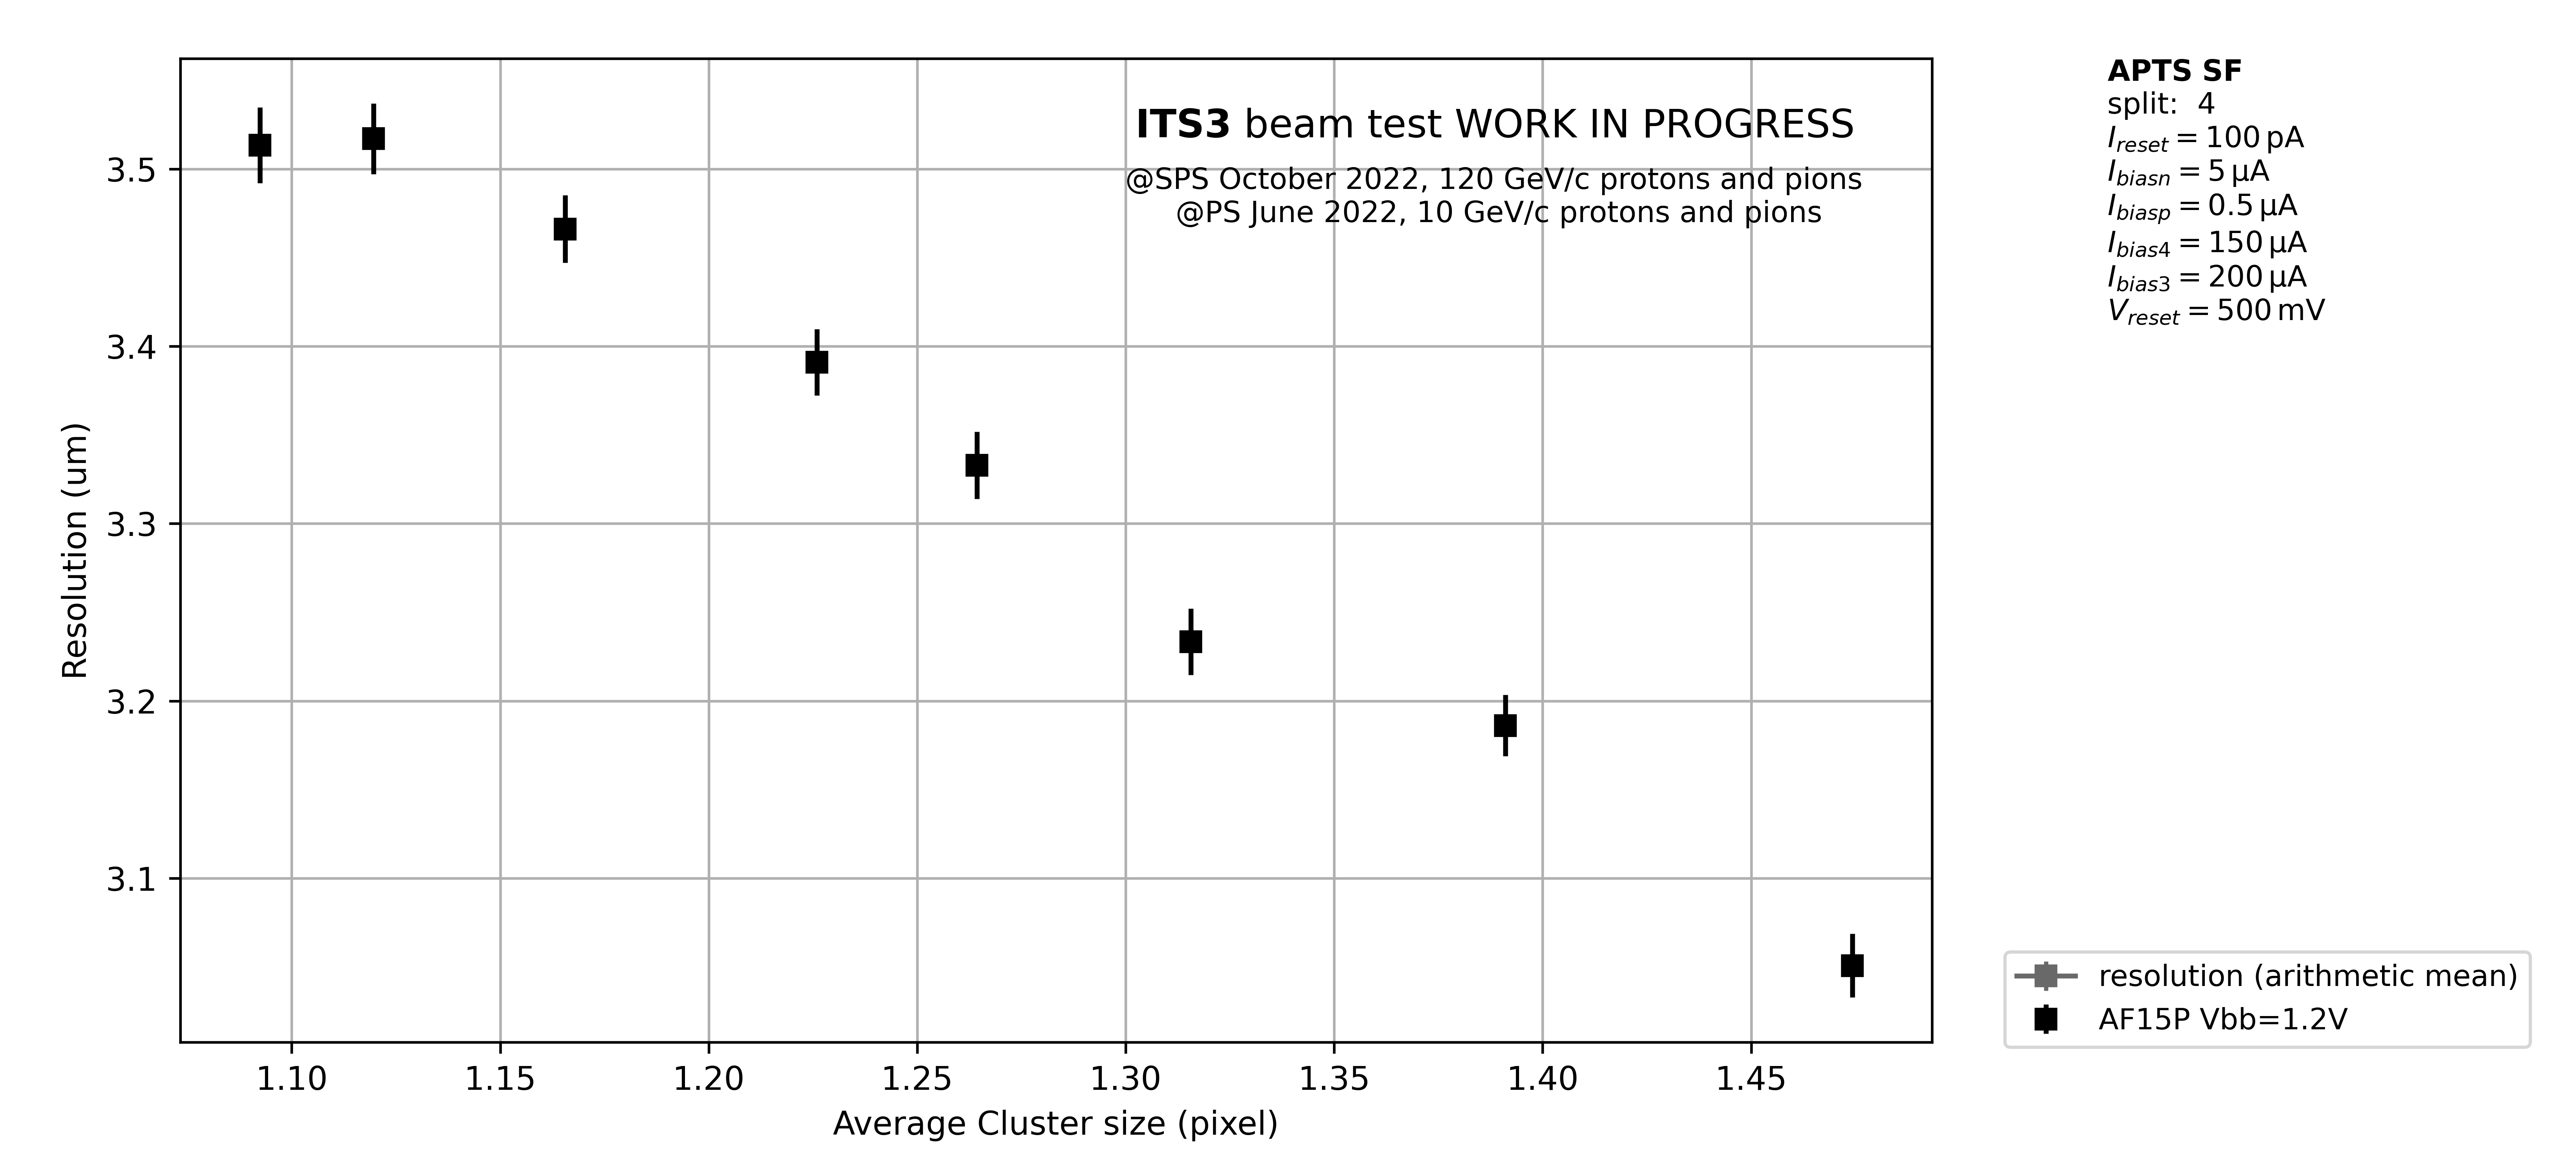 ITS3 beam test WORK IN PROGRESS
@SPS October 2022, 120 GeV/c protons and pions
@PS June 2022, 10 GeV/c protons and pions
3.5
3.4
3.3
3.2
3.1
Resolution (um)
1.10 1.15 1.20 1.25 1.30 1.35 1.40 1.45
Average Cluster size (pixel)
APTS SF
split: 4
I_reset = 100 pA
I_biasn = 5 µA
I_biasp = 0.5 µA
I_bias4 = 150 µA
I_bias3 = 200 µA
V_reset = 500 mV
resolution (arithmetic mean)
AF15P Vbb=1.2V